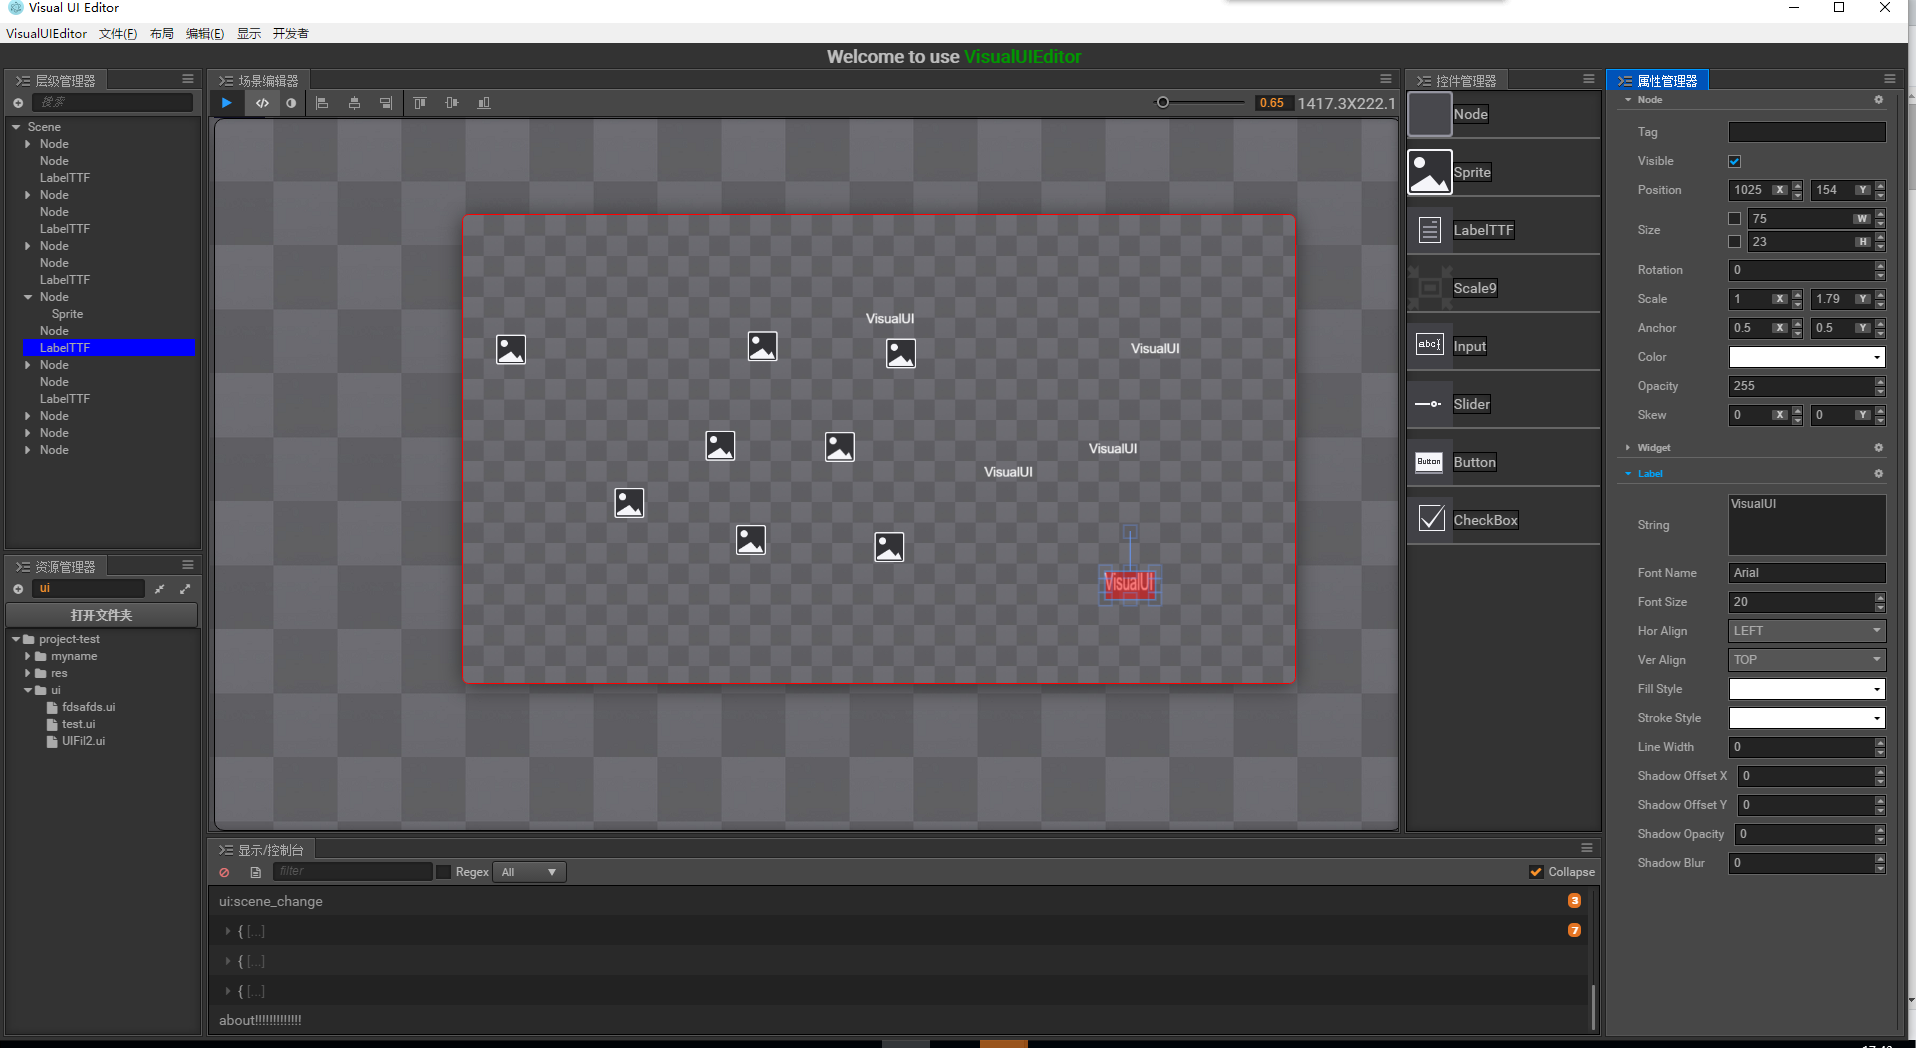 Visual UI Editor
VisualUIEditor 文件(F) 布局 编辑(E) 显示 开发者
Welcome to use VisualUIEditor
层级管理器
搜索
Scene
Node
Node
LabelTTF
Node
Node
LabelTTF
Node
Node
LabelTTF
Node
Sprite
Node
LabelTTF
Node
Node
LabelTTF
Node
Node
Node
资源管理器
ui
打开文件夹
project-test
myname
res
ui
fdsafds.ui
test.ui
UIFil2.ui
场景编辑器
0.65 1417.3X222.1
VisualUI
VisualUI
VisualUI
VisualUI
VisualUI
显示/控制台
filter Regex All Collapse
ui:scene_change 3
{ [...] 7
{ [...]
{ [...]
about!!!!!!!!!!!!!
控件管理器
Node
Sprite
LabelTTF
Scale9
abc Input
Slider
Button Button
CheckBox
属性管理器
Node
Tag
Visible
Position 1025 X 154 Y
Size 75 W
23 H
Rotation 0
Scale 1 X 1.79 Y
Anchor 0.5 X 0.5 Y
Color
Opacity 255
Skew 0 X 0 Y
Widget
Label
String VisualUI
Font Name Arial
Font Size 20
Hor Align LEFT
Ver Align TOP
Fill Style
Stroke Style
Line Width 0
Shadow Offset X 0
Shadow Offset Y 0
Shadow Opacity 0
Shadow Blur 0